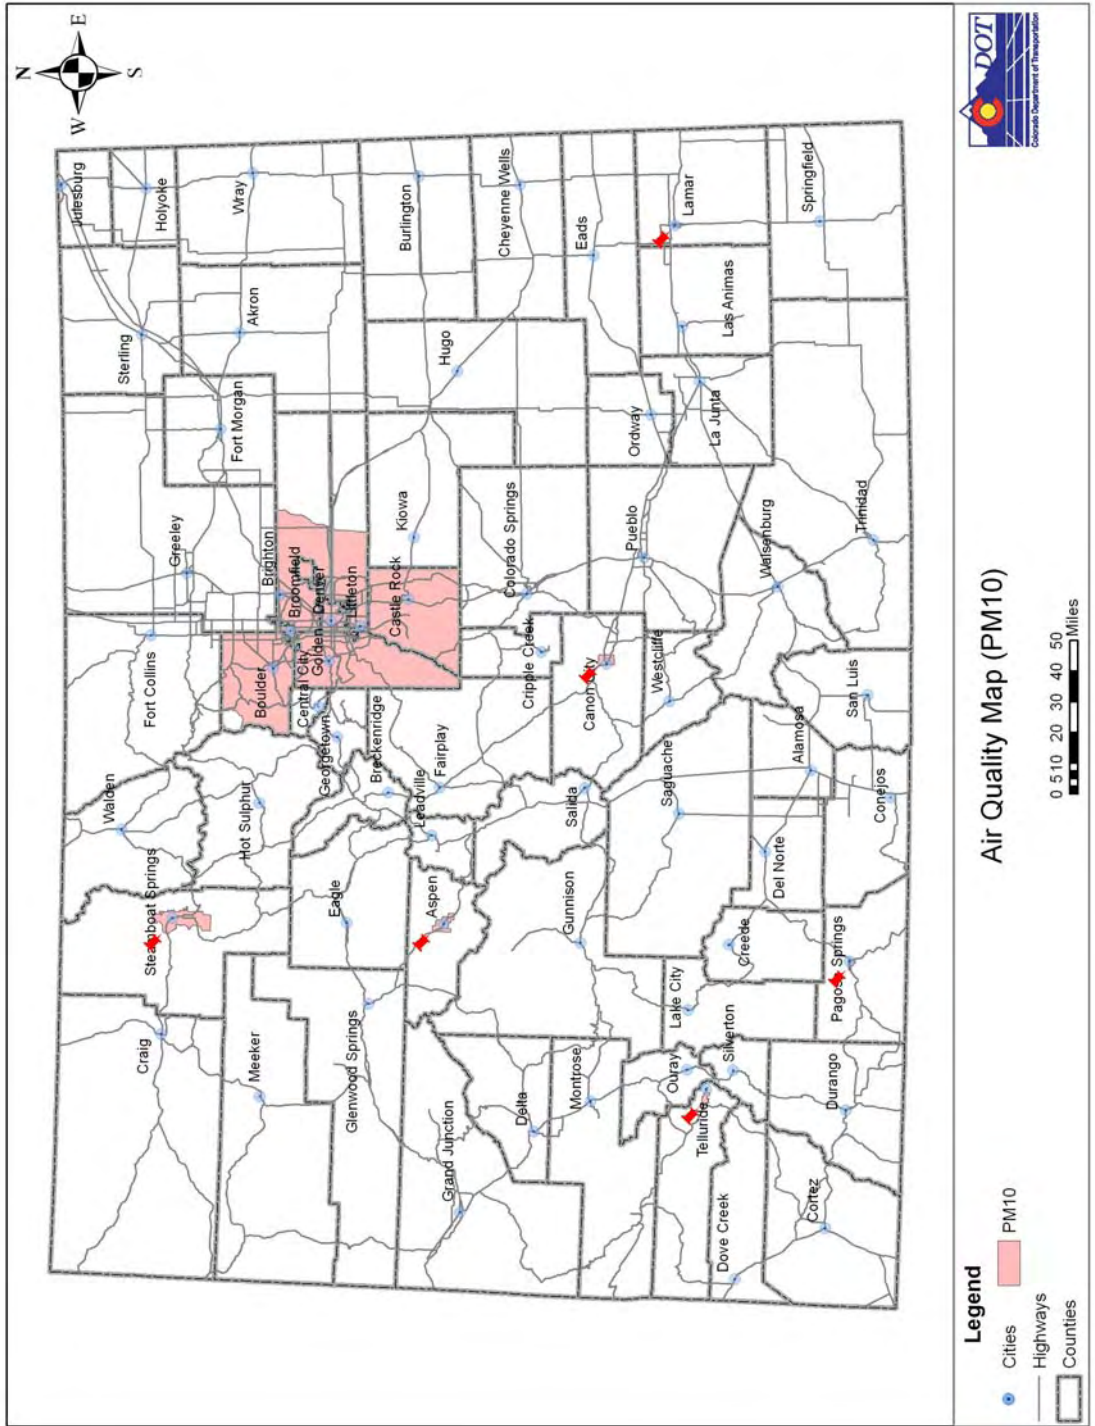 N
W
E
S
Julesburg
Holyoke
Sterling
Wray
Akron
Fort Morgan
Walden
Fort Collins
Greeley
Steamboat Springs
Craig
Hot Sulphur
Boulder
Brighton
Broomfield
Central City
Golden
Denver
Georgetown
Littleton
Meeker
Eagle
Breckenridge
Castle Rock
Kiowa
Burlington
Hugo
Glenwood Springs
Leadville
Fairplay
Aspen
Cheyenne Wells
Grand Junction
Colorado Springs
Cripple Creek
Delta
Gunnison
Salida
Canon City
Eads
Montrose
Pueblo
Ordway
Lamar
Westcliffe
Saguache
Lake City
Ouray
Telluride
La Junta
Las Animas
Silverton
Creede
Dove Creek
Walsenburg
Del Norte
Alamosa
Springfield
Pagosa Springs
Durango
Cortez
San Luis
Trinidad
Conejos
Legend
Cities
PM10
Highways
Counties
Air Quality Map (PM10)
0 5 10 20 30 40 50
Miles
DOT
Colorado Department of Transportation